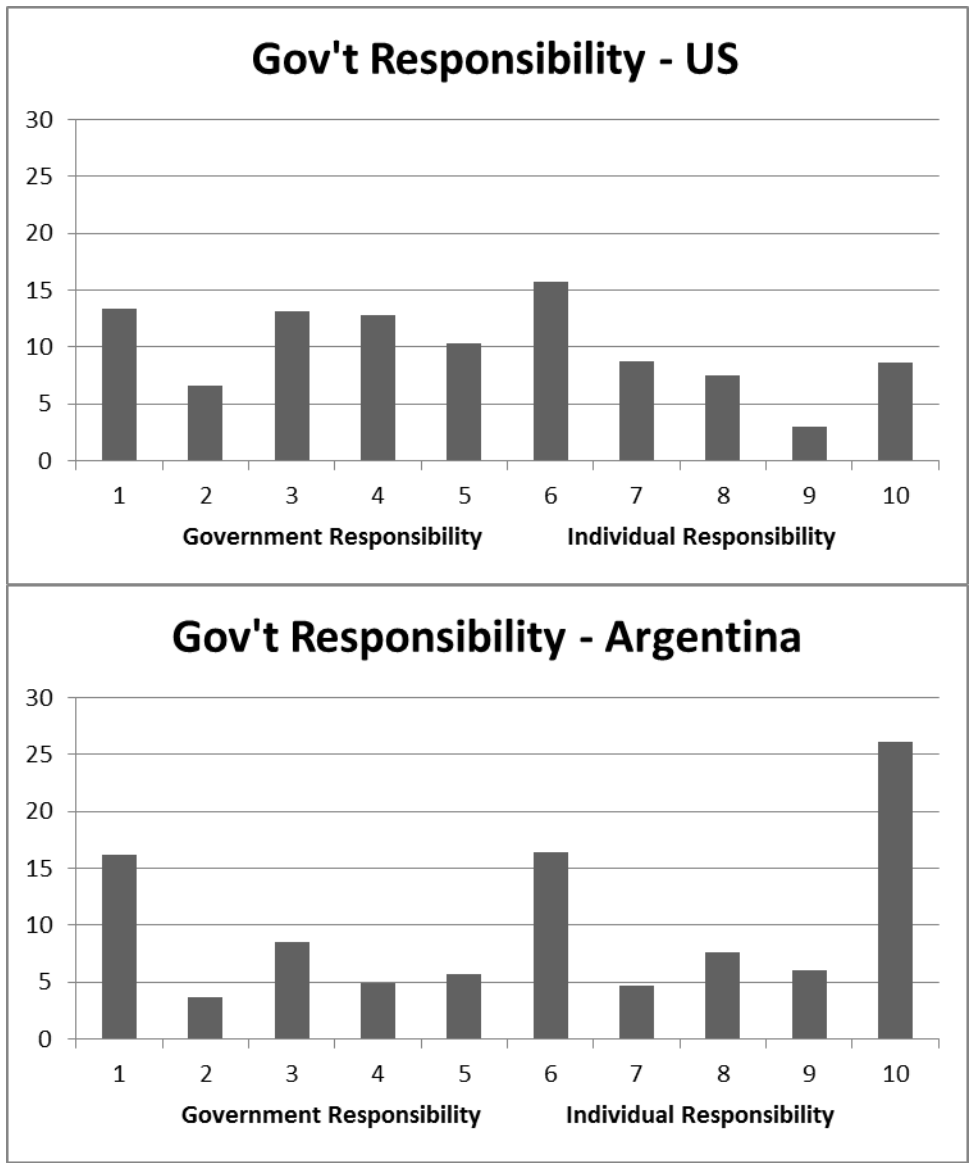 Gov't Responsibility - US
30
25
20
15
10
5
0
1 2 3 4 5 6 7 8 9 10
Government Responsibility Individual Responsibility
Gov't Responsibility - Argentina
30
25
20
15
10
5
0
1 2 3 4 5 6 7 8 9 10
Government Responsibility Individual Responsibility